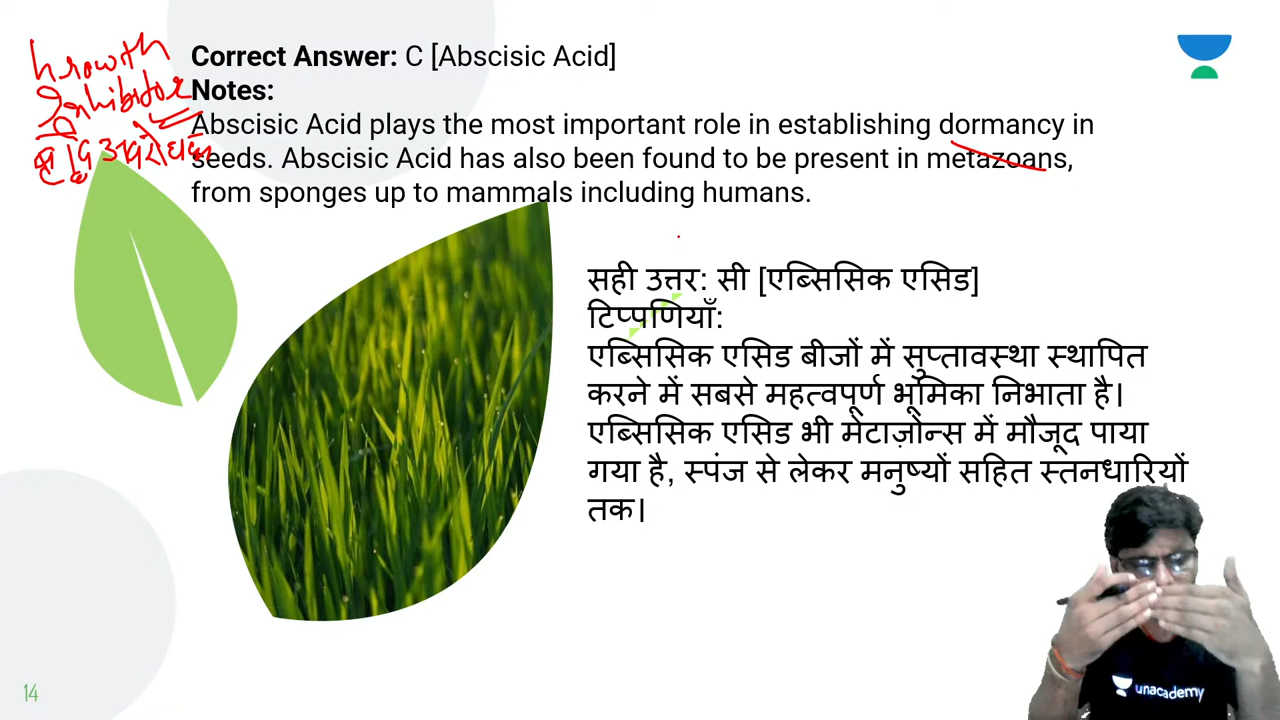 Growth
Inhibitor
वृद्धि अवरोधक
Correct Answer: C [Abscisic Acid]
Notes:
Abscisic Acid plays the most important role in establishing dormancy in
seeds. Abscisic Acid has also been found to be present in metazoans,
from sponges up to mammals including humans.
सही उत्तर: सी [एब्सिसिक एसिड]
टिप्पणियाँ:
एब्सिसिक एसिड बीजों में सुप्तावस्था स्थापित
करने में सबसे महत्वपूर्ण भूमिका निभाता है।
एब्सिसिक एसिड भी मेटाज़ोन्स में मौजूद पाया
गया है, स्पंज से लेकर मनुष्यों सहित स्तनधारियों
तक।
unacademy
14